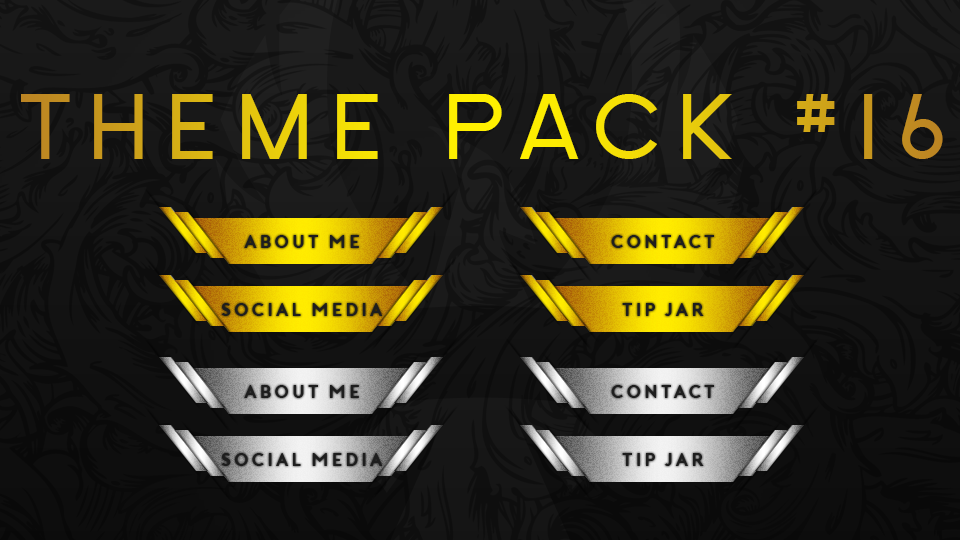 THEME PACK #16
ABOUT ME
CONTACT
SOCIAL MEDIA
TIP JAR
ABOUT ME
CONTACT
SOCIAL MEDIA
TIP JAR